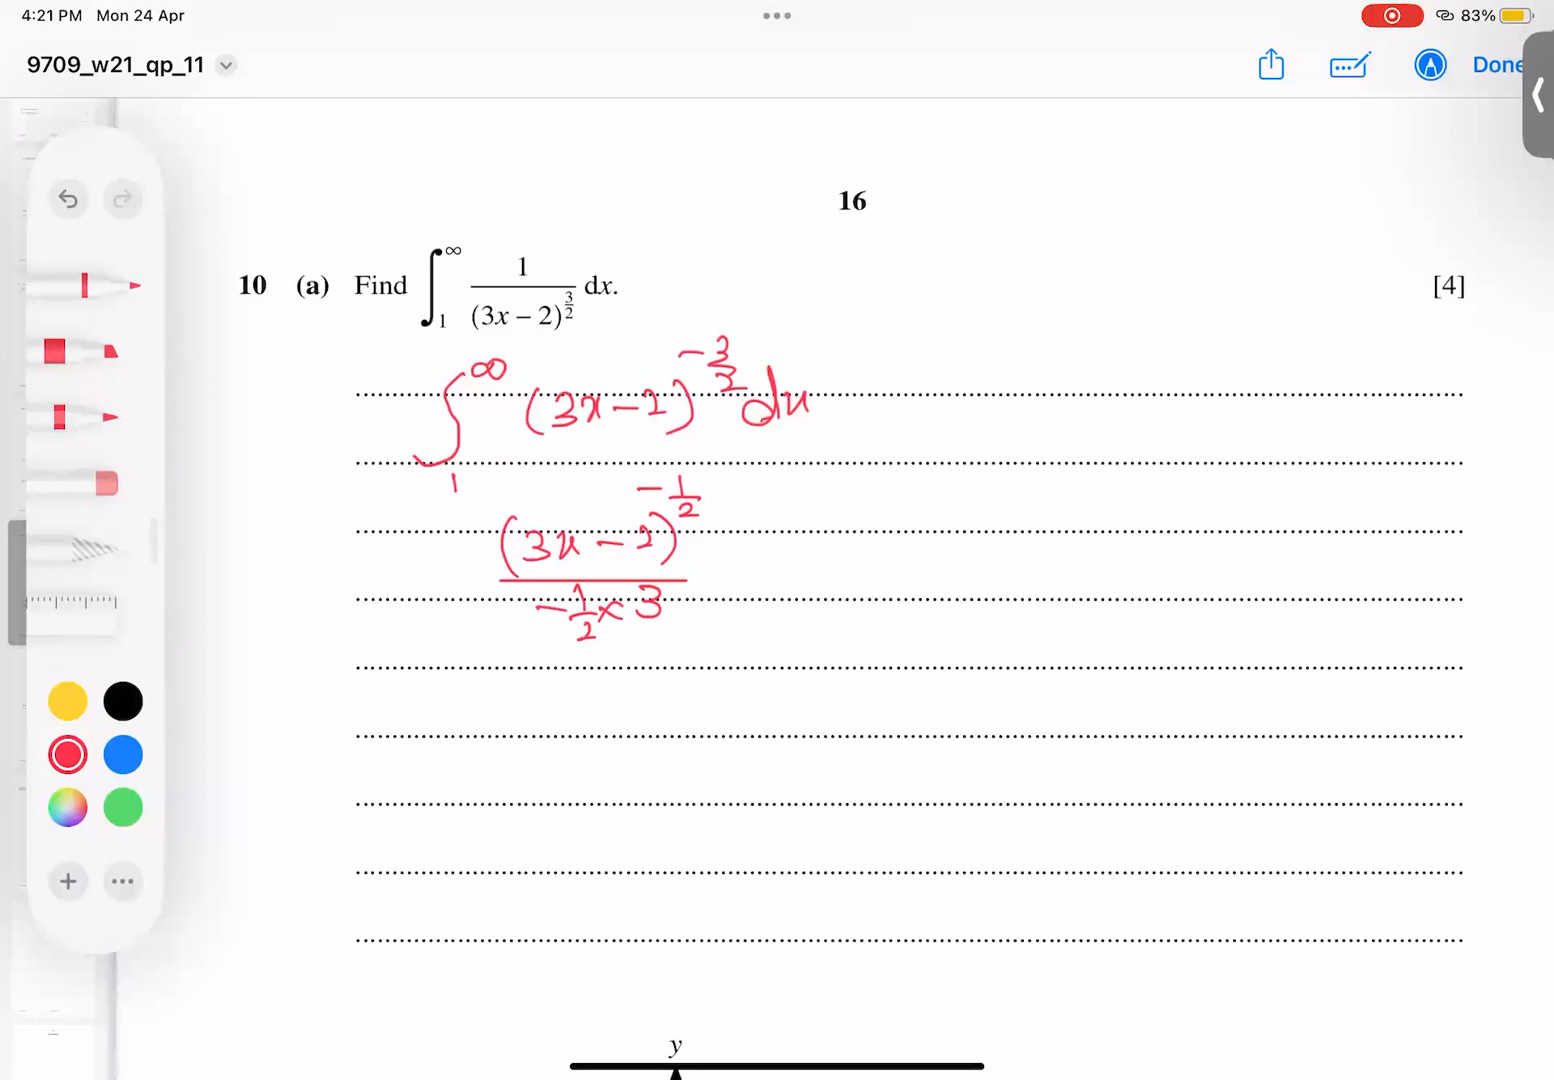 4:21 PM Mon 24 Apr
83%
9709_w21_qp_11
Done
16
10 (a) Find ∫₁^∞ 1/(3x – 2)^(3/2) dx. [4]
∫₁^∞ (3x – 2)^(-3/2) dx
(3x – 2)^(-1/2)
-1/2 × 3
y